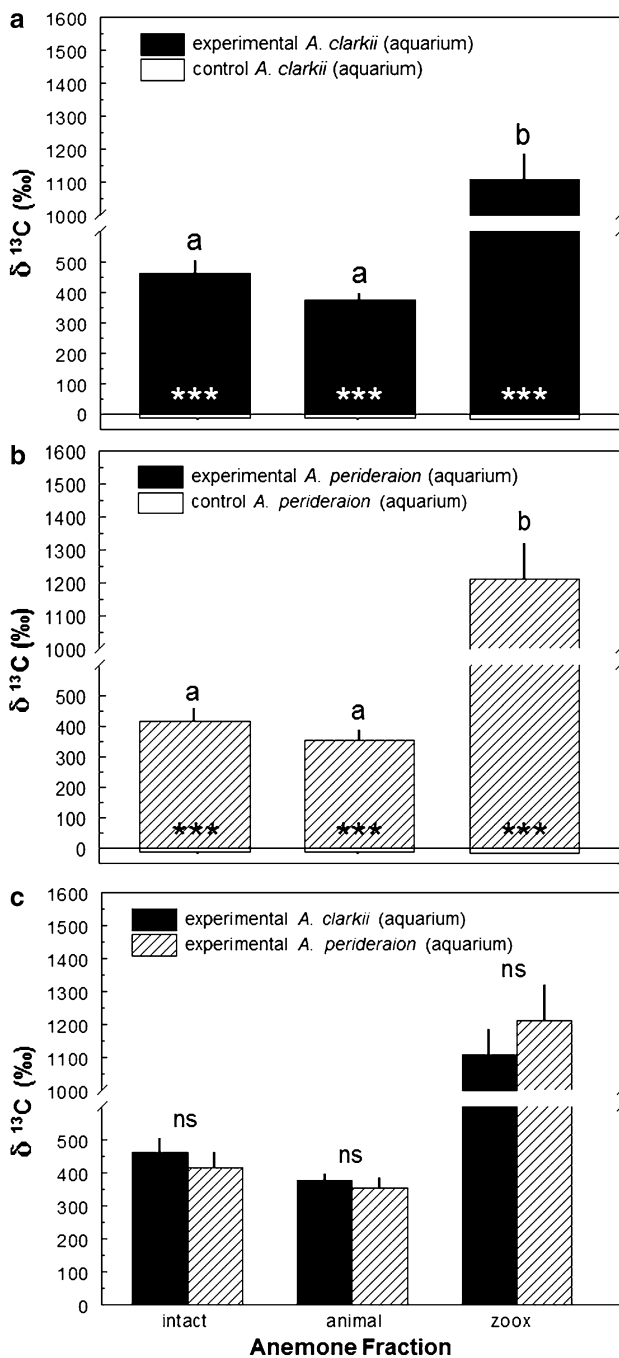 a
experimental A. clarkii (aquarium)
control A. clarkii (aquarium)
δ 13C (‰)
1600
1500
1400
1300
1200
1100
1000
500
400
300
200
100
0
a
a
b
***
***
***
b
experimental A. perideraion (aquarium)
control A. perideraion (aquarium)
δ 13C (‰)
1600
1500
1400
1300
1200
1100
1000
500
400
300
200
100
0
a
a
b
***
***
***
c
experimental A. clarkii (aquarium)
experimental A. perideraion (aquarium)
δ 13C (‰)
1600
1500
1400
1300
1200
1100
1000
500
400
300
200
100
0
ns
ns
ns
intact
animal
zoox
Anemone Fraction